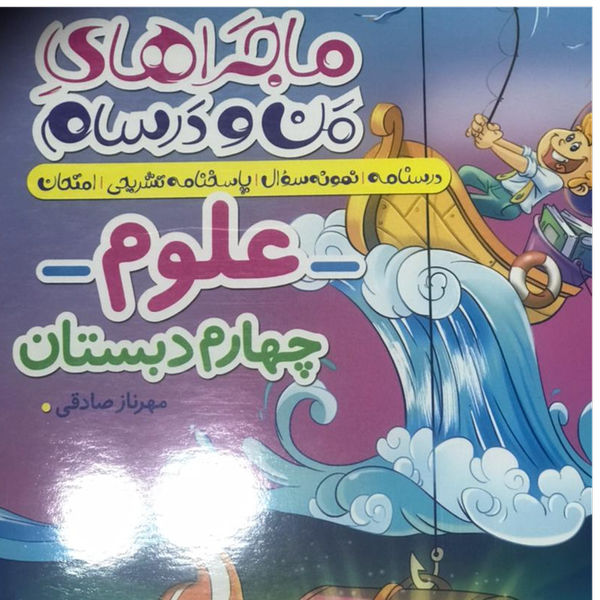 ماجراهای
من و درسام
درسنامه | نمونه سؤال | پاسخنامه تشریحی | امتحان
- علوم -
چهارم دبستان
مهرناز صادقی